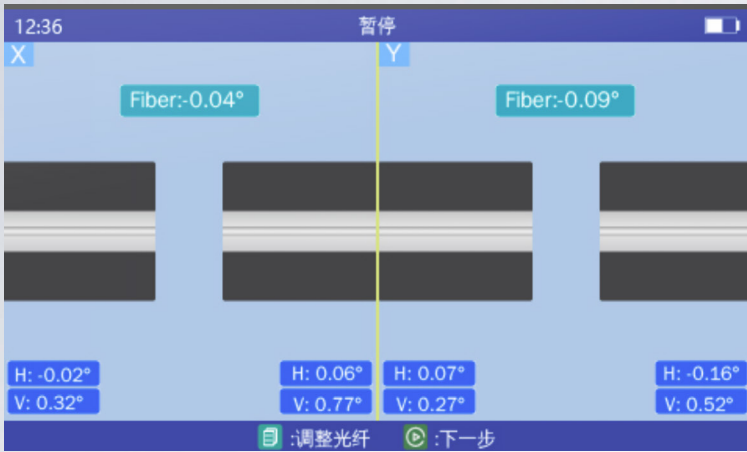 12:36 暂停
X Y
Fiber:-0.04° Fiber:-0.09°
H: -0.02° H: 0.06° H: 0.07° H: -0.16°
V: 0.32° V: 0.77° V: 0.27° V: 0.52°
:调整光纤 :下一步